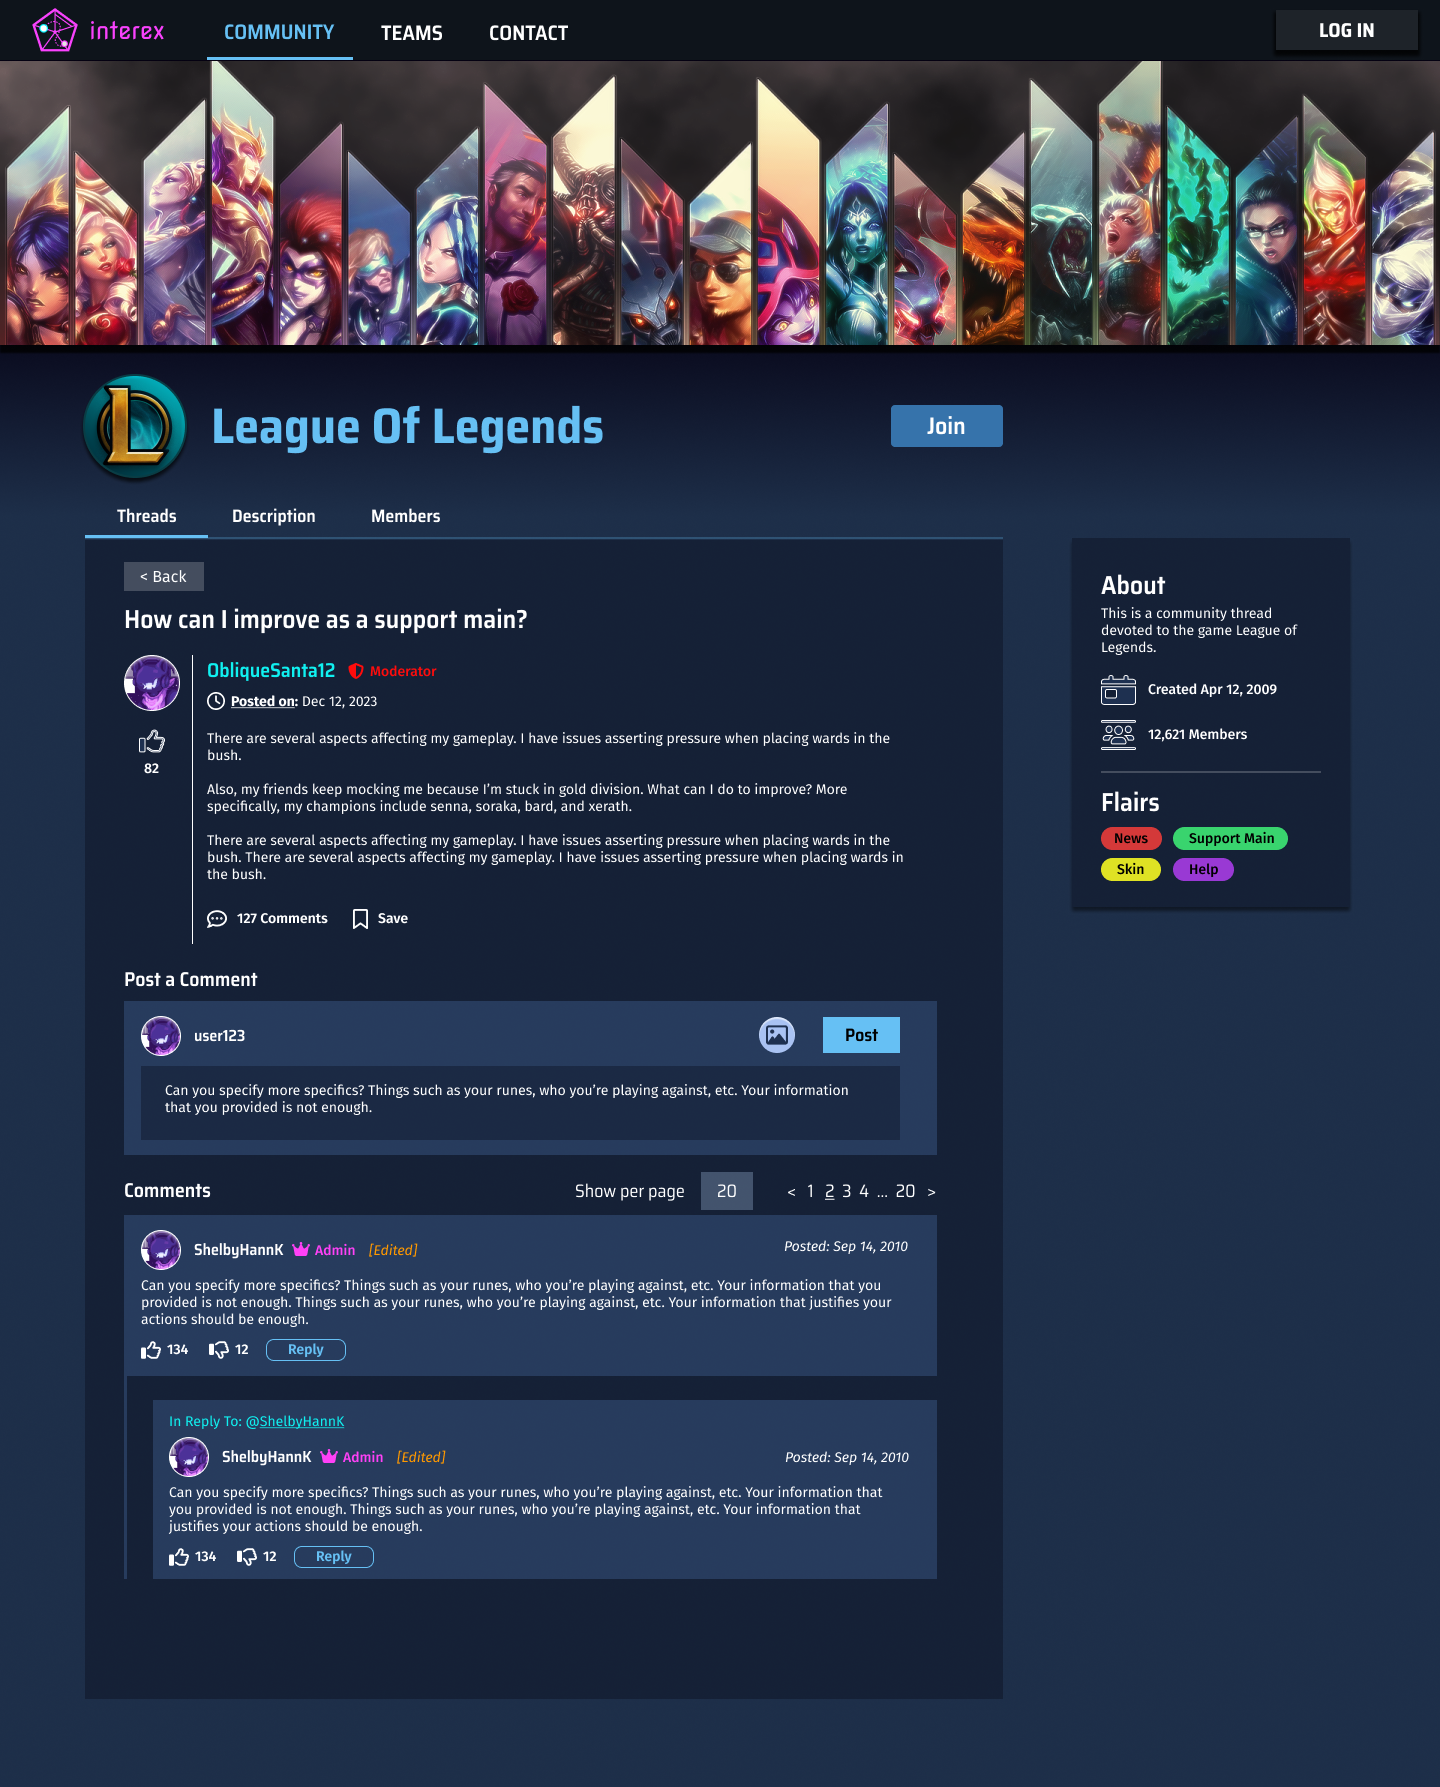 interex
COMMUNITY
TEAMS
CONTACT
LOG IN
League Of Legends
Join
Threads
Description
Members
< Back
How can I improve as a support main?
ObliqueSanta12
Moderator
Posted on: Dec 12, 2023
82
There are several aspects affecting my gameplay. I have issues asserting pressure when placing wards in the
bush.
Also, my friends keep mocking me because I’m stuck in gold division. What can I do to improve? More
specifically, my champions include senna, soraka, bard, and xerath.
There are several aspects affecting my gameplay. I have issues asserting pressure when placing wards in the
bush. There are several aspects affecting my gameplay. I have issues asserting pressure when placing wards in
the bush.
127 Comments
Save
About
This is a community thread
devoted to the game League of
Legends.
Created Apr 12, 2009
12,621 Members
Flairs
News
Support Main
Skin
Help
Post a Comment
user123
Post
Can you specify more specifics? Things such as your runes, who you’re playing against, etc. Your information
that you provided is not enough.
Comments
Show per page
20
< 1 2 3 4 ... 20 >
ShelbyHannK
Admin
[Edited]
Posted: Sep 14, 2010
Can you specify more specifics? Things such as your runes, who you’re playing against, etc. Your information that you
provided is not enough. Things such as your runes, who you’re playing against, etc. Your information that justifies your
actions should be enough.
134
12
Reply
In Reply To: @ShelbyHannK
ShelbyHannK
Admin
[Edited]
Posted: Sep 14, 2010
Can you specify more specifics? Things such as your runes, who you’re playing against, etc. Your information that
you provided is not enough. Things such as your runes, who you’re playing against, etc. Your information that
justifies your actions should be enough.
134
12
Reply